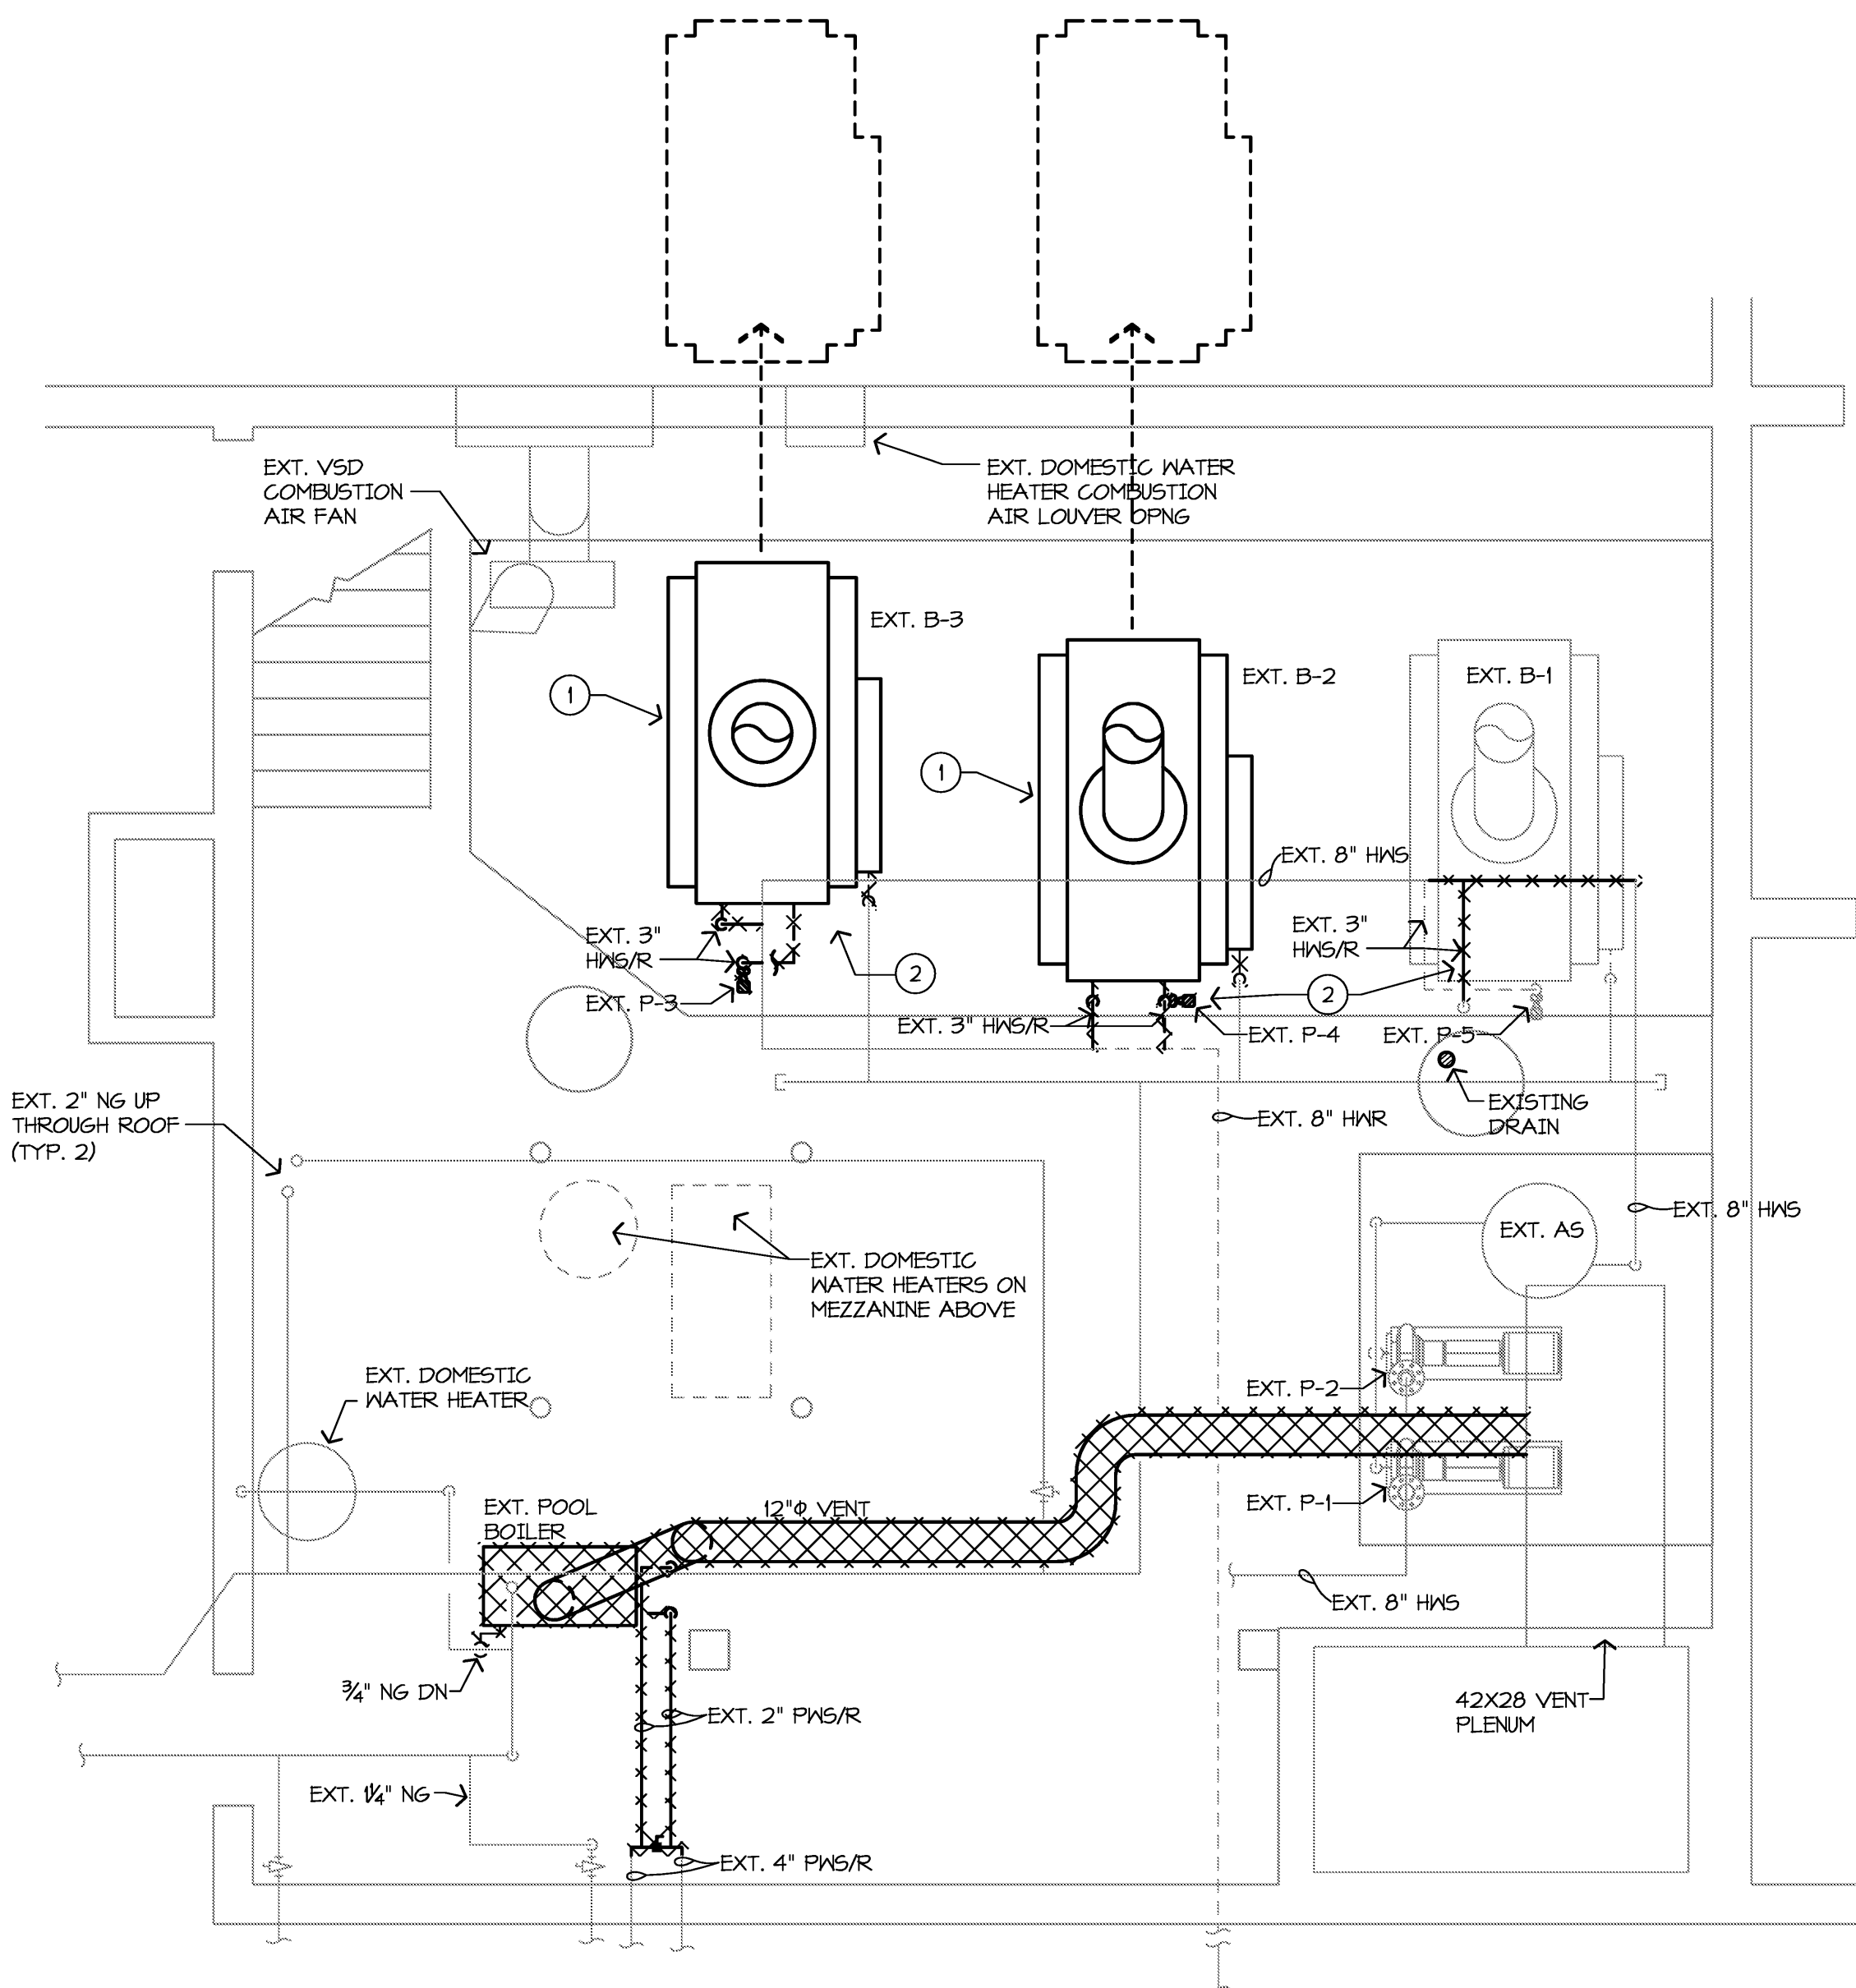 EXT. VSD
COMBUSTION
AIR FAN
EXT. DOMESTIC WATER
HEATER COMBUSTION
AIR LOUVER OPNG
EXT. B-3
EXT. B-2
EXT. B-1
1
1
EXT. 8" HWS
EXT. 3"
HWS/R
EXT. 3"
HWS/R
2
2
EXT. P-3
EXT. 3" HWS/R
EXT. P-4
EXT. P-5
EXT. 2" NG UP
THROUGH ROOF
(TYP. 2)
EXISTING
DRAIN
EXT. 8" HWR
EXT. 8" HWS
EXT. AS
EXT. DOMESTIC
WATER HEATERS ON
MEZZANINE ABOVE
EXT. DOMESTIC
WATER HEATER
EXT. P-2
EXT. POOL
BOILER
12"Φ VENT
EXT. P-1
EXT. 8" HWS
¾" NG DN
EXT. 2" PWS/R
42X28 VENT
PLENUM
EXT. 1¼" NG
EXT. 4" PWS/R